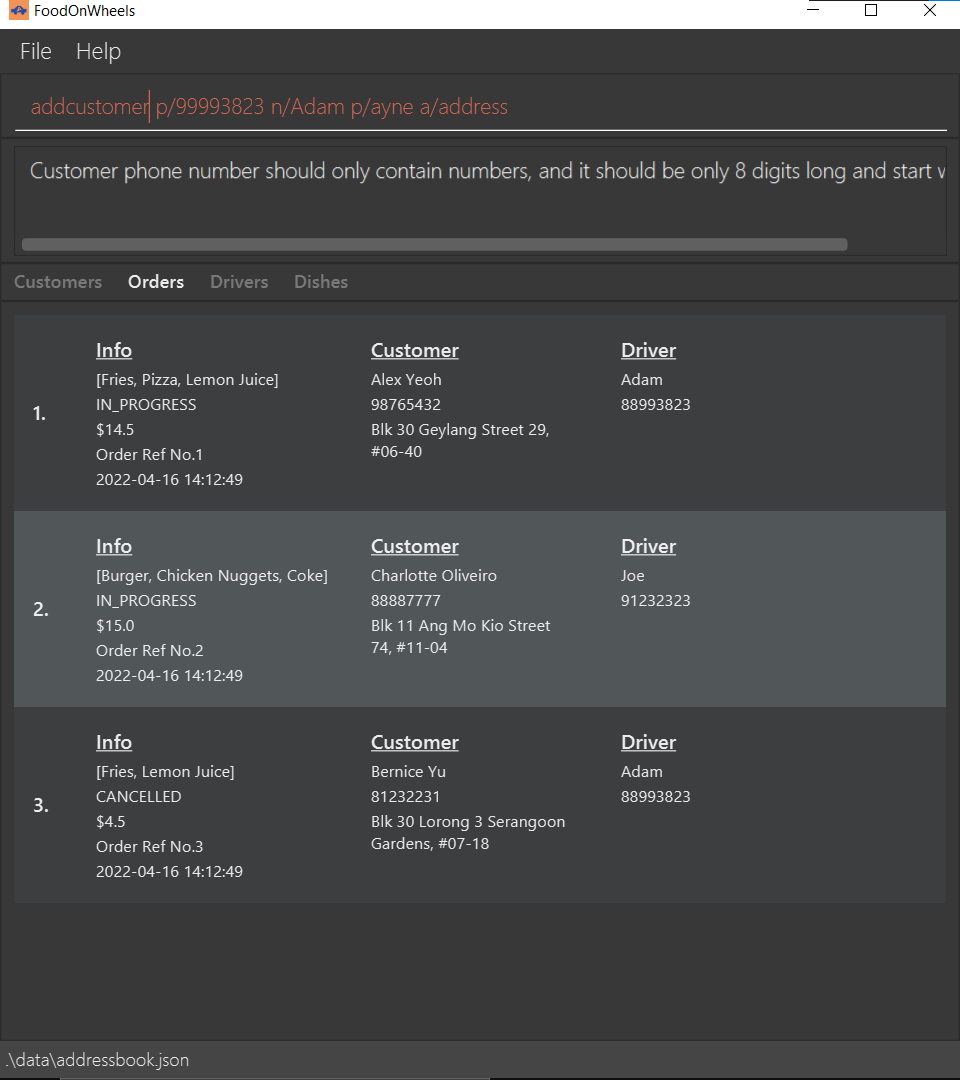 FoodOnWheels
File Help
addcustomer p/99993823 n/Adam p/ayne a/address
Customer phone number should only contain numbers, and it should be only 8 digits long and start
Customers Orders Drivers Dishes
1.
Info
[Fries, Pizza, Lemon Juice]
IN_PROGRESS
$14.5
Order Ref No.1
2022-04-16 14:12:49
Customer
Alex Yeoh
98765432
Blk 30 Geylang Street 29,
#06-40
Driver
Adam
88993823
2.
Info
[Burger, Chicken Nuggets, Coke]
IN_PROGRESS
$15.0
Order Ref No.2
2022-04-16 14:12:49
Customer
Charlotte Oliveiro
88887777
Blk 11 Ang Mo Kio Street
74, #11-04
Driver
Joe
91232323
3.
Info
[Fries, Lemon Juice]
CANCELLED
$4.5
Order Ref No.3
2022-04-16 14:12:49
Customer
Bernice Yu
81232231
Blk 30 Lorong 3 Serangoon
Gardens, #07-18
Driver
Adam
88993823
.\data\addressbook.json